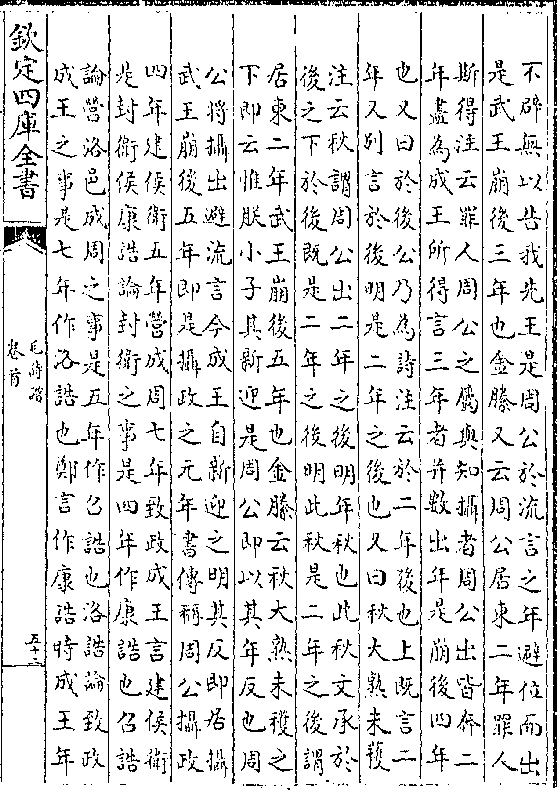 不辟無以告我先王是周公於流言之年避位而出
是武王崩後三年也金縢又云周公居東二年罪人
斯得注云罪人周公之屬與知攝者周公出皆奔二
年盡為成王所得言三年者并數出年是崩後四年
也又曰於後公乃為詩注云於二年後也上既言二
年又别言於後明是二年之後也又曰秋大熟未穫
注云秋謂周公出二年之後明年秋也此秋文承於
後之下於後既是二年之後明此秋是二年之後謂
居東二年武王崩後五年也金縢云秋大熟未穫之
下即云惟朕小子其新迎是周公即以其年反也周
公將攝出避流言今成王自新迎之明其反即居攝
武王崩後五年即是攝政之元年書傳稱周公攝政
四年建侯衛五年營成周七年致政成王言建侯衛
是封衛侯康誥論封衛之事是四年作康誥也召誥
論營洛邑成周之事是五年作召誥也洛誥論致政
成王之事是七年作洛誥也鄭言作康誥時成王年
欽定四庫全書
毛詩譜
卷首
五十二